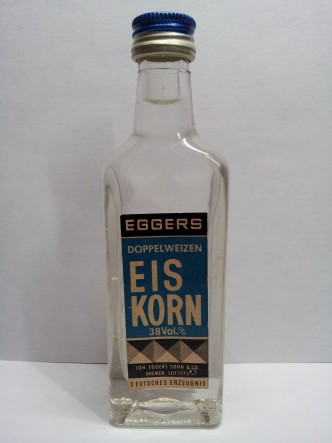 EGGERS
DOPPELWEIZEN
EIS
KORN
38Vol.%
JOH. EGGERS SOHN & CO.
BREMEN
DEUTSCHES ERZEUGNIS